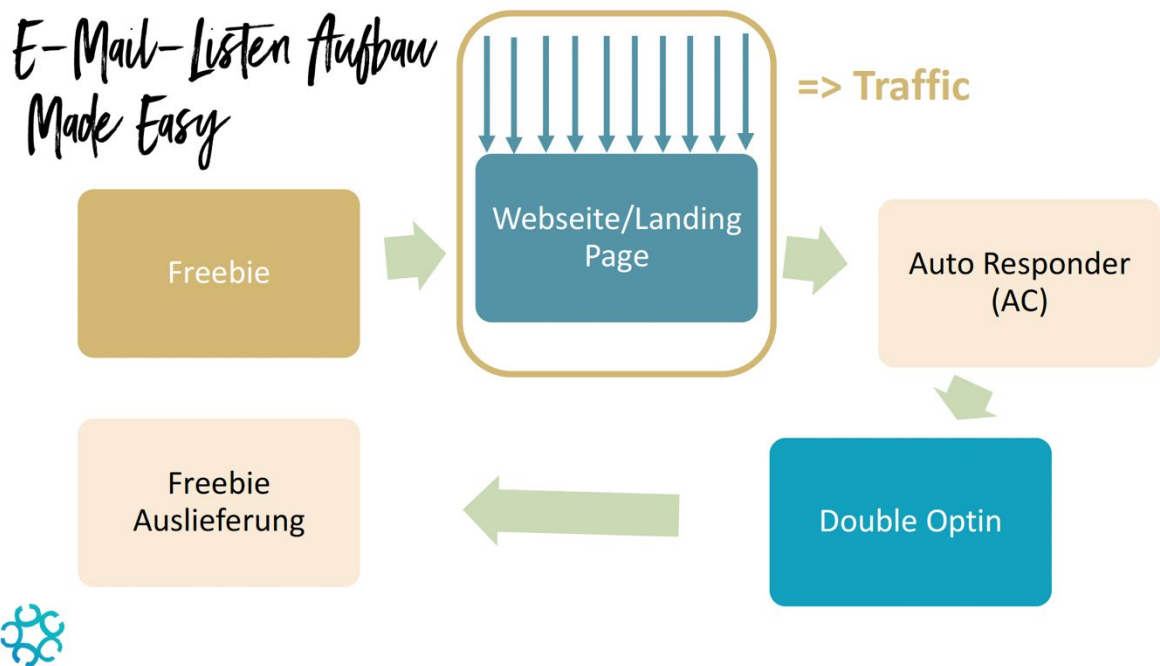 E-Mail-Listen Aufbau
Made Easy
=> Traffic
Freebie
Webseite/Landing
Page
Auto Responder
(AC)
Double Optin
Freebie
Auslieferung